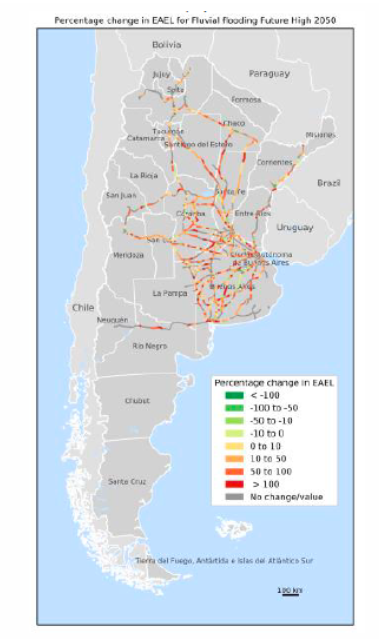 Percentage change in EAEL for Fluvial flooding Future High 2050
Bolivia
Jujuy
Paraguay
Salta
Formosa
Chaco
Misiones
Catamarca
Santiago del Estero
La Rioja
Corrientes
Brazil
San Juan
Santa Fe
Córdoba
Entre Ríos
Uruguay
Mendoza
de Buenos Aires
Buenos Aires
La Pampa
Chile
Neuquén
Río Negro
Percentage change in EAEL
< -100
-100 to -50
-50 to -10
-10 to 0
0 to 10
10 to 50
50 to 100
> 100
No change/value
Chubut
Santa Cruz
Tierra del Fuego, Antártida e Islas del Atlántico Sur
100 km